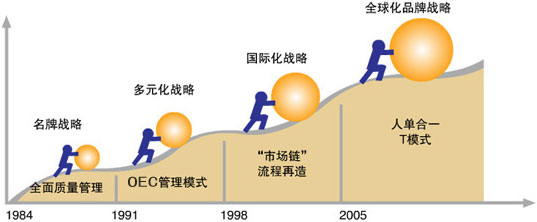 全球化品牌战略
国际化战略
多元化战略
名牌战略
全面质量管理
OEC管理模式
“市场链”
流程再造
人单合一
T模式
1984
1991
1998
2005